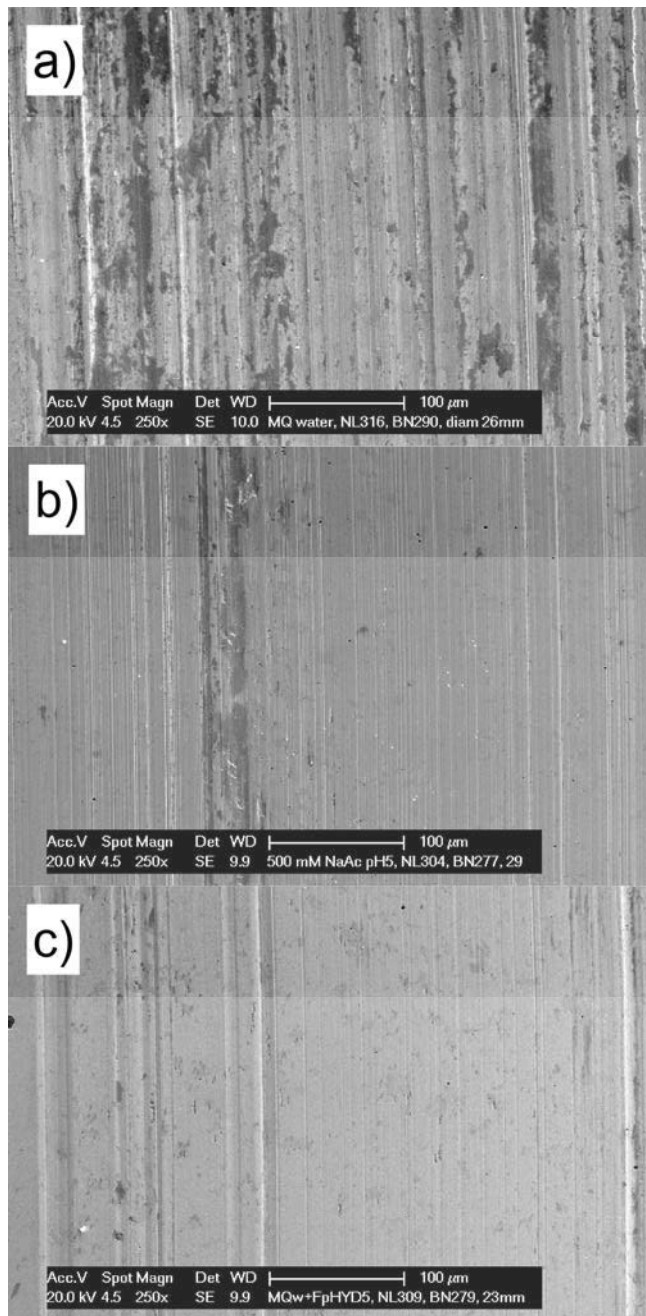 a)
Acc.V Spot Magn Det WD 100 μm
20.0 kV 4.5 250x SE 10.0 MQ water, NL316, BN290, diam 26mm
b)
Acc.V Spot Magn Det WD 100 μm
20.0 kV 4.5 250x SE 9.9 500 mM NaAc pH5, NL304, BN277, 29
c)
Acc.V Spot Magn Det WD 100 μm
20.0 kV 4.5 250x SE 9.9 MQw+FpHYD5, NL309, BN279, 23mm